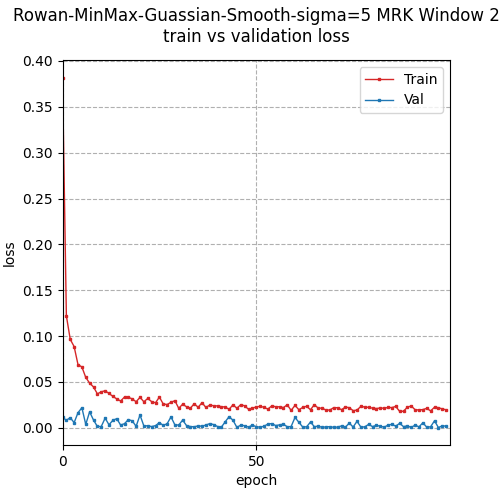 Rowan-MinMax-Guassian-Smooth-sigma=5 MRK Window 2
train vs validation loss
0.40
0.35
0.30
0.25
0.20
0.15
0.10
0.05
0.00
loss
Train
Val
0
50
epoch